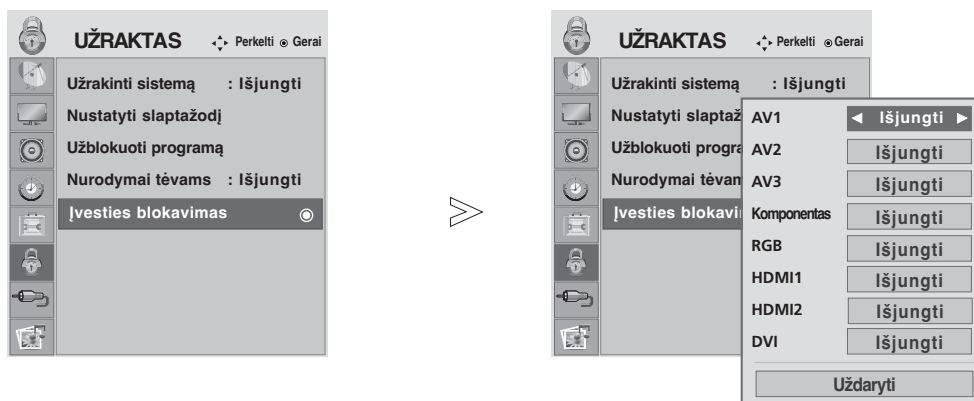 UŽRAKTAS Perkelti Gerai
Užrakinti sistemą : Išjungti
Nustatyti slaptažodį
Užblokuoti programą
Nurodymai tėvams : Išjungti
Įvesties blokavimas
UŽRAKTAS Perkelti Gerai
Užrakinti sistemą : Išjungti
Nustatyti slaptaž
Užblokuoti progra
Nurodymai tėvam
Įvesties blokavi
AV1 ◄ Išjungti ►
AV2 Išjungti
AV3 Išjungti
Komponentas Išjungti
RGB Išjungti
HDMI1 Išjungti
HDMI2 Išjungti
DVI Išjungti
Uždaryti